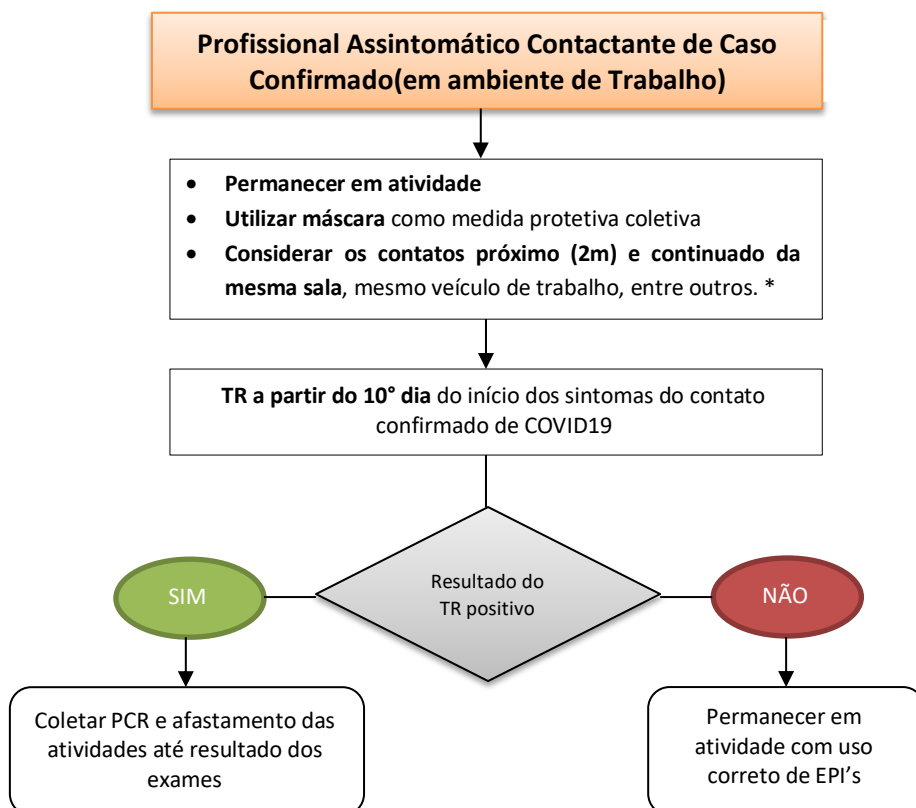 Profissional Assintomático Contactante de Caso
Confirmado(em ambiente de Trabalho)
• Permanecer em atividade
• Utilizar máscara como medida protetiva coletiva
• Considerar os contatos próximo (2m) e continuado da
mesma sala, mesmo veículo de trabalho, entre outros. *
TR a partir do 10° dia do início dos sintomas do contato
confirmado de COVID19
Resultado do
TR positivo
SIM
NÃO
Coletar PCR e afastamento das
atividades até resultado dos
exames
Permanecer em
atividade com uso
correto de EPI’s